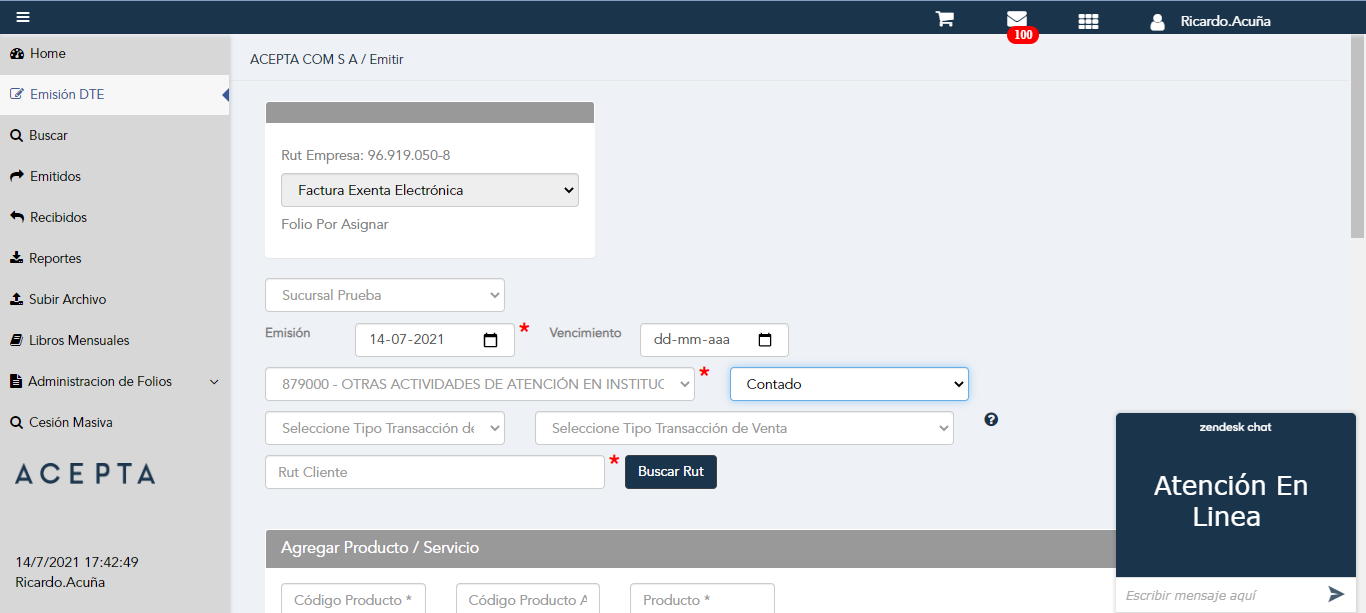 100
Ricardo.Acuña
Home
Emisión DTE
Buscar
Emitidos
Recibidos
Reportes
Subir Archivo
Libros Mensuales
Administracion de Folios
Cesión Masiva
ACEPTA
14/7/2021 17:42:49
Ricardo.Acuña
ACEPTA COM S A / Emitir
Rut Empresa: 96.919.050-8
Factura Exenta Electrónica
Folio Por Asignar
Sucursal Prueba
Emisión 14-07-2021 * Vencimiento dd-mm-aaa
879000 - OTRAS ACTIVIDADES DE ATENCIÓN EN INSTITUC * Contado
Seleccione Tipo Transacción de Seleccione Tipo Transacción de Venta ?
Rut Cliente * Buscar Rut
Agregar Producto / Servicio
Código Producto * Código Producto A Producto *
zendesk chat
Atención En
Linea
Escribir mensaje aquí